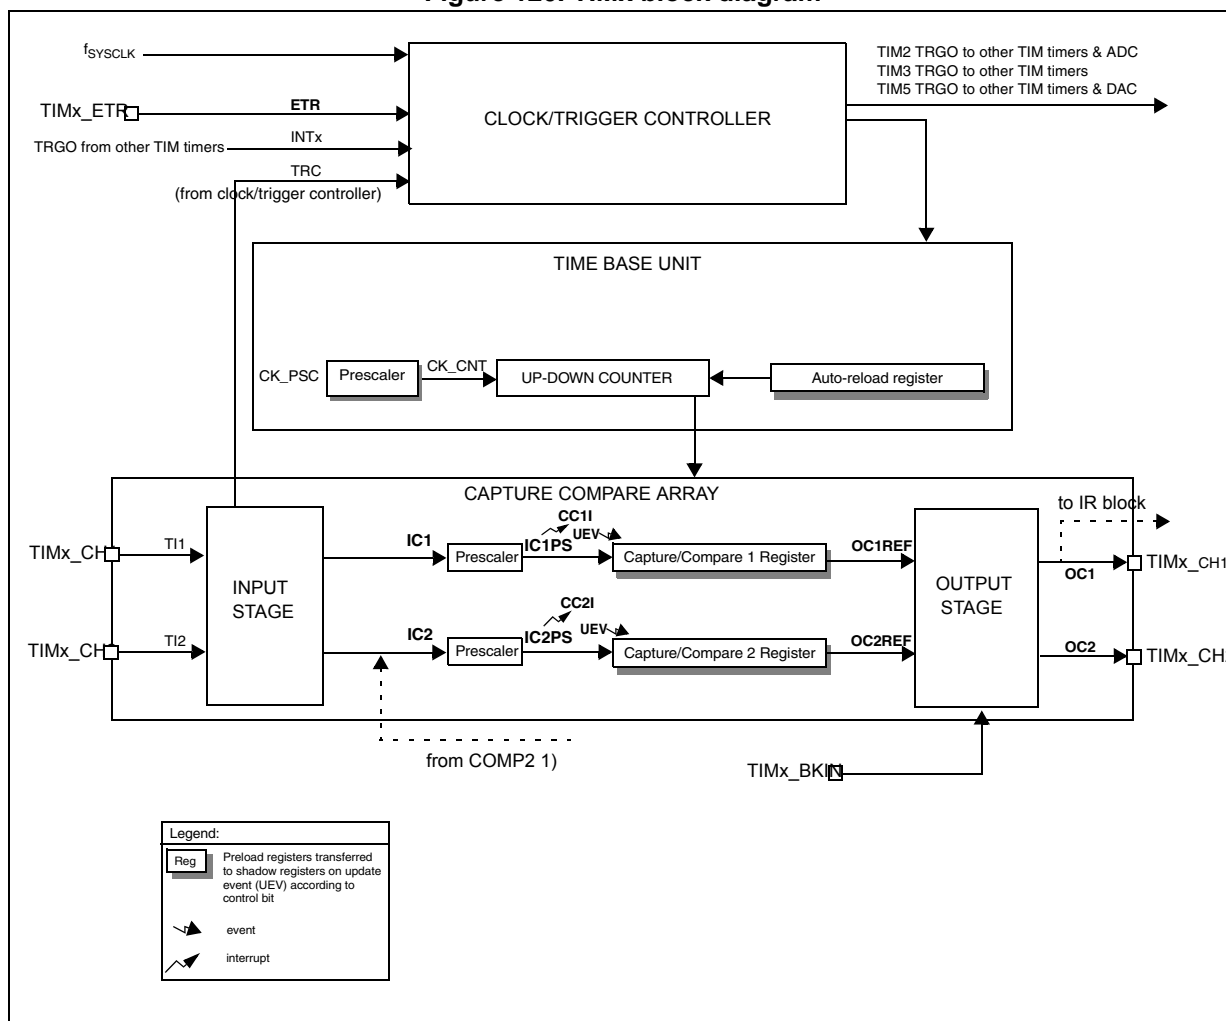 fSYSCLK
TIMx_ETR
ETR
TRGO from other TIM timers
INTx
TRC
(from clock/trigger controller)
CLOCK/TRIGGER CONTROLLER
TIM2 TRGO to other TIM timers & ADC
TIM3 TRGO to other TIM timers
TIM5 TRGO to other TIM timers & DAC
TIME BASE UNIT
CK_PSC
Prescaler
CK_CNT
UP-DOWN COUNTER
Auto-reload register
CAPTURE COMPARE ARRAY
to IR block
TIMx_CH
TI1
INPUT
STAGE
IC1
Prescaler
IC1PS
CC1I
UEV
Capture/Compare 1 Register
OC1REF
OUTPUT
STAGE
OC1
TIMx_CH1
TIMx_CH
TI2
IC2
Prescaler
IC2PS
CC2I
UEV
Capture/Compare 2 Register
OC2REF
OC2
TIMx_CH
from COMP2 1)
TIMx_BKIN
Legend:
Reg
Preload registers transferred
to shadow registers on update
event (UEV) according to
control bit
event
interrupt